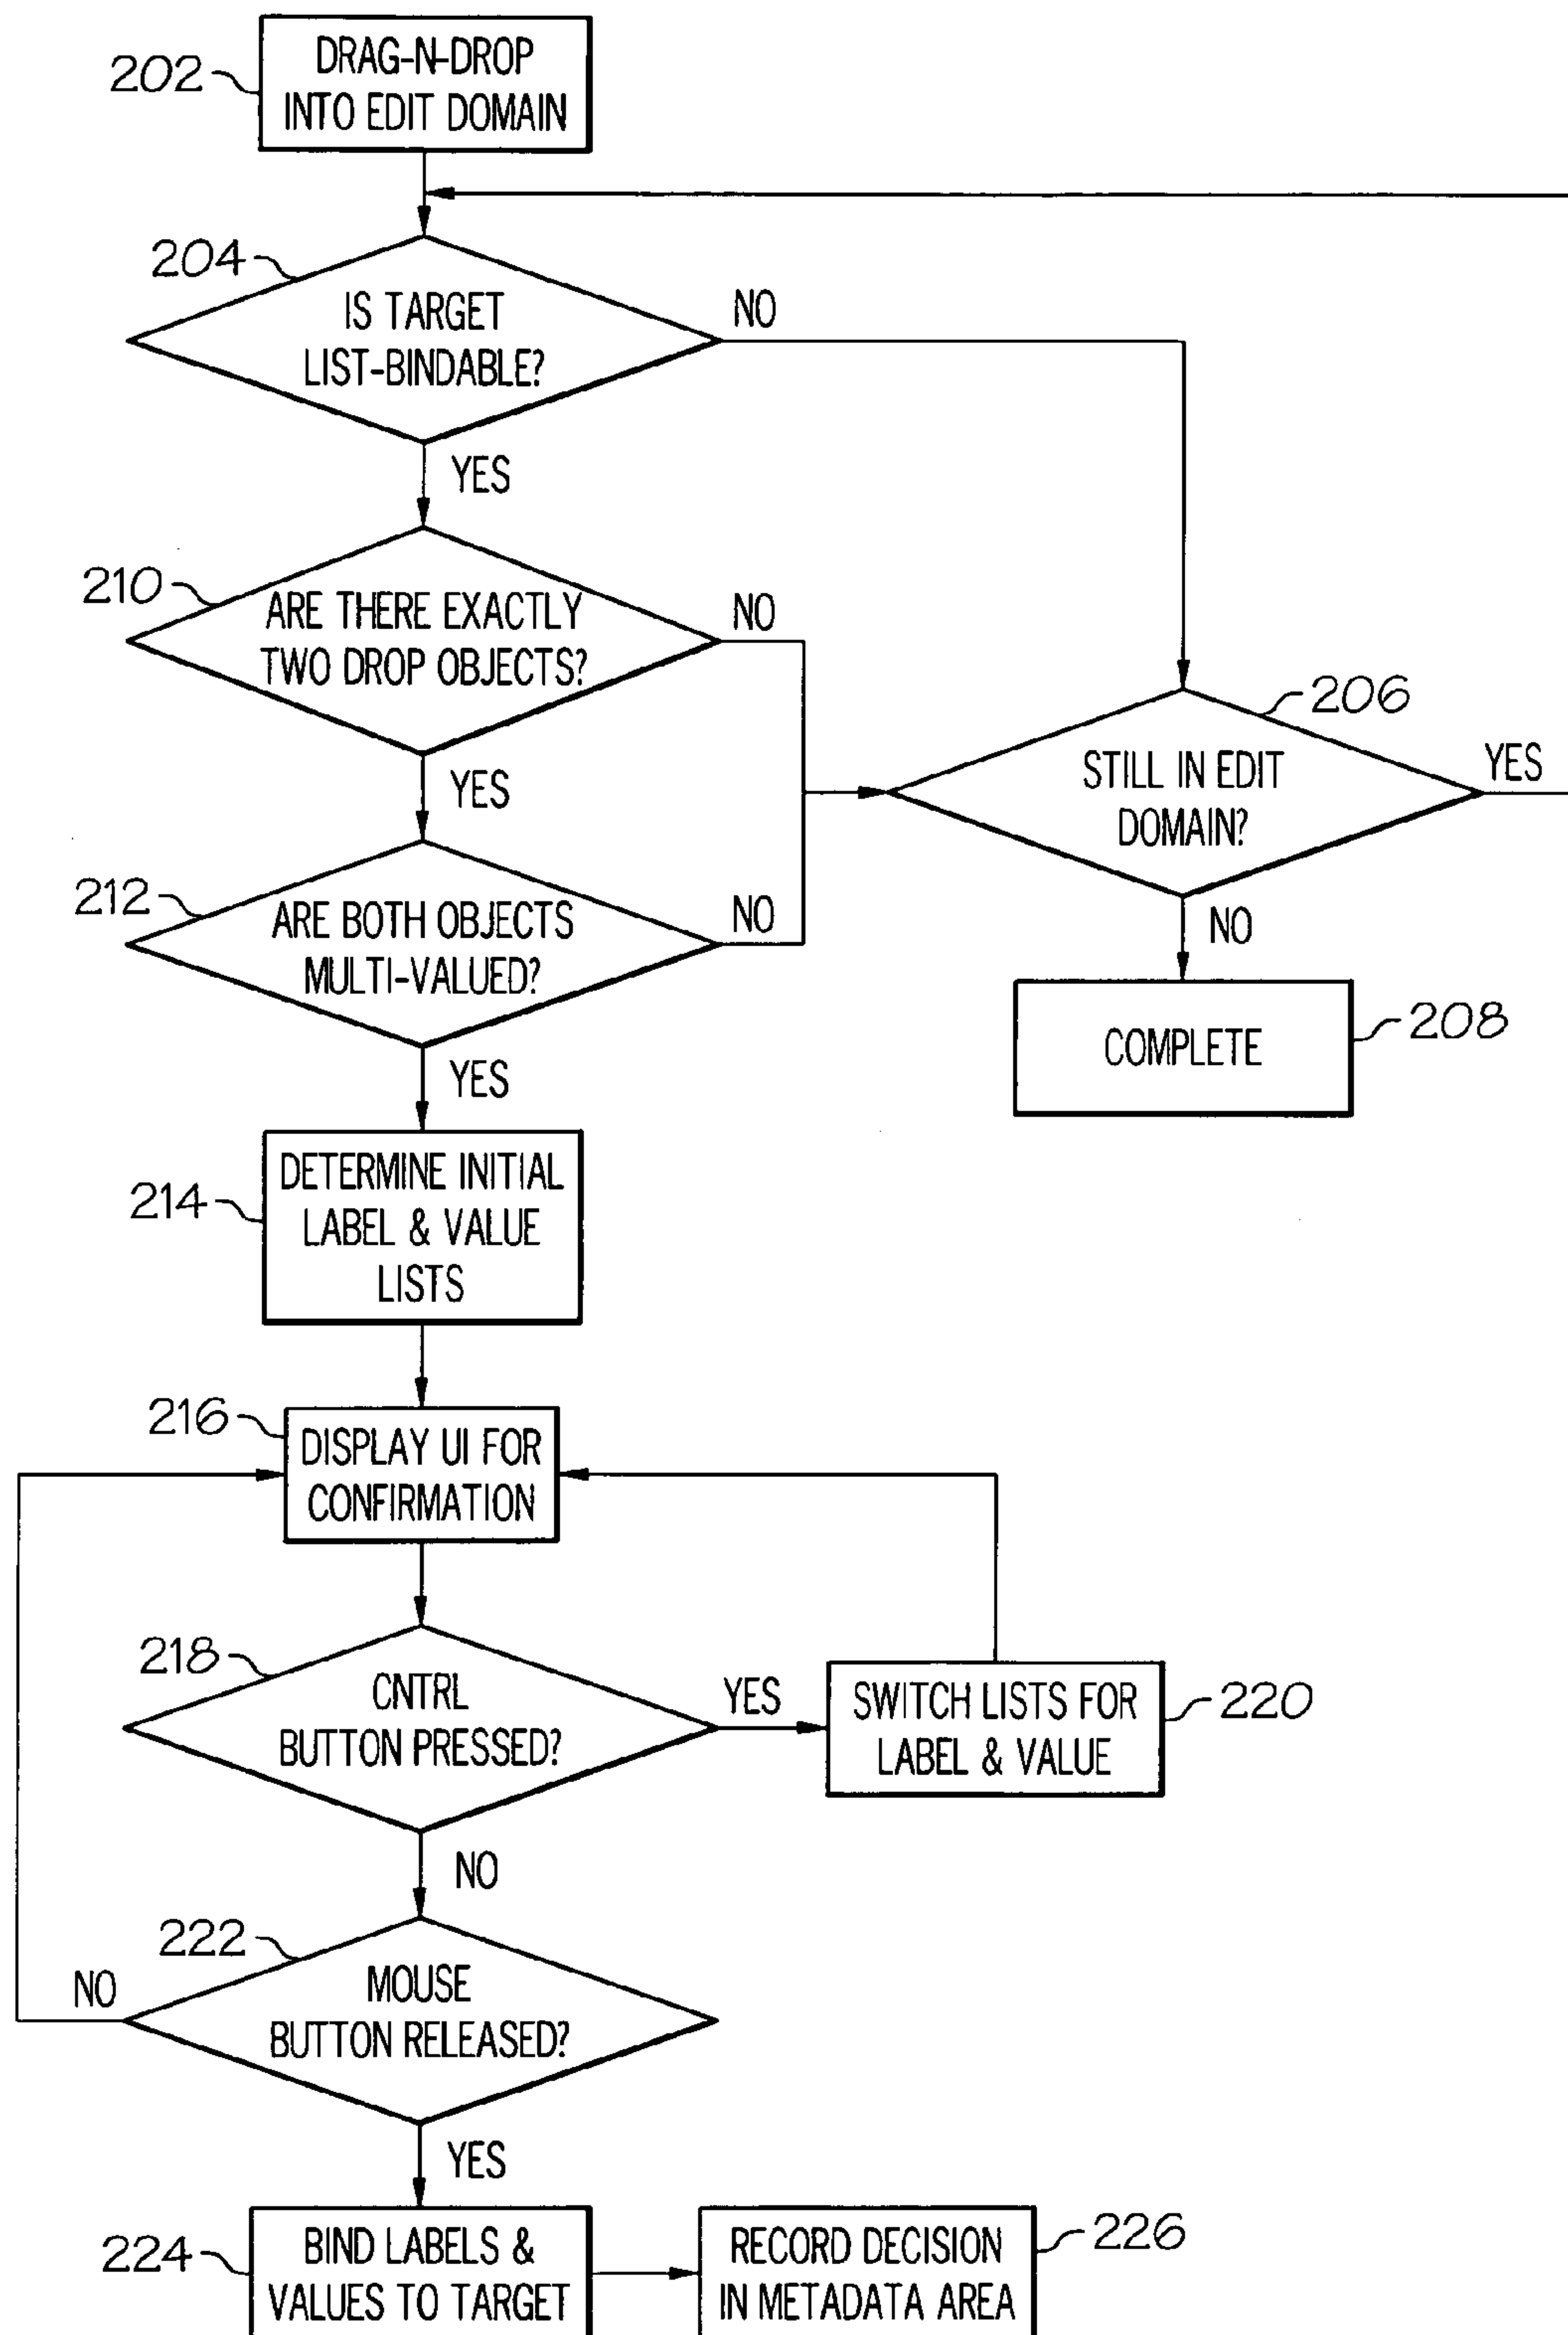 202
DRAG-N-DROP
INTO EDIT DOMAIN
204
IS TARGET
LIST-BINDABLE?
NO
YES
210
ARE THERE EXACTLY
TWO DROP OBJECTS?
NO
YES
206
STILL IN EDIT
DOMAIN?
YES
NO
212
ARE BOTH OBJECTS
MULTI-VALUED?
NO
YES
COMPLETE
208
214
DETERMINE INITIAL
LABEL & VALUE
LISTS
216
DISPLAY UI FOR
CONFIRMATION
218
CNTRL
BUTTON PRESSED?
YES
NO
SWITCH LISTS FOR
LABEL & VALUE
220
222
MOUSE
BUTTON RELEASED?
NO
YES
224
BIND LABELS &
VALUES TO TARGET
RECORD DECISION
IN METADATA AREA
226